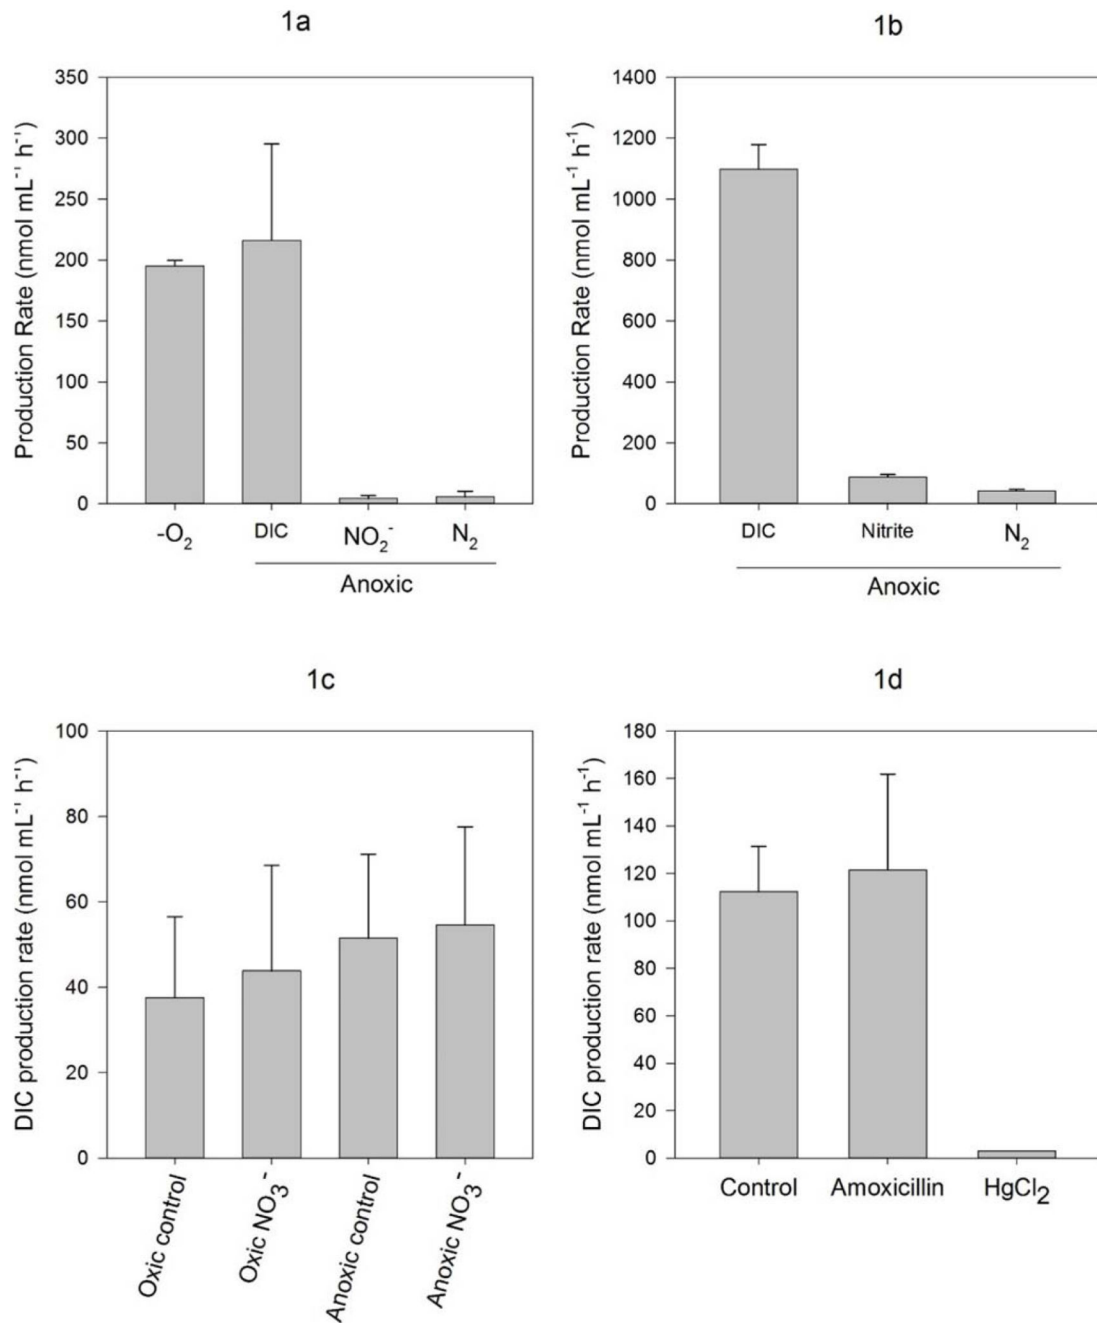 1a
350
300
250
200
150
100
50
0
Production Rate (nmol mL⁻¹ h⁻¹)
-O₂
DIC
NO₂⁻
N₂
Anoxic
1b
1400
1200
1000
800
600
400
200
0
Production Rate (nmol mL⁻¹ h⁻¹)
DIC
Nitrite
N₂
Anoxic
1c
100
80
60
40
20
0
DIC production rate (nmol mL⁻¹ h⁻¹)
Oxic control
Oxic NO₃⁻
Anoxic control
Anoxic NO₃⁻
1d
180
160
140
120
100
80
60
40
20
0
DIC production rate (nmol mL⁻¹ h⁻¹)
Control
Amoxicillin
HgCl₂